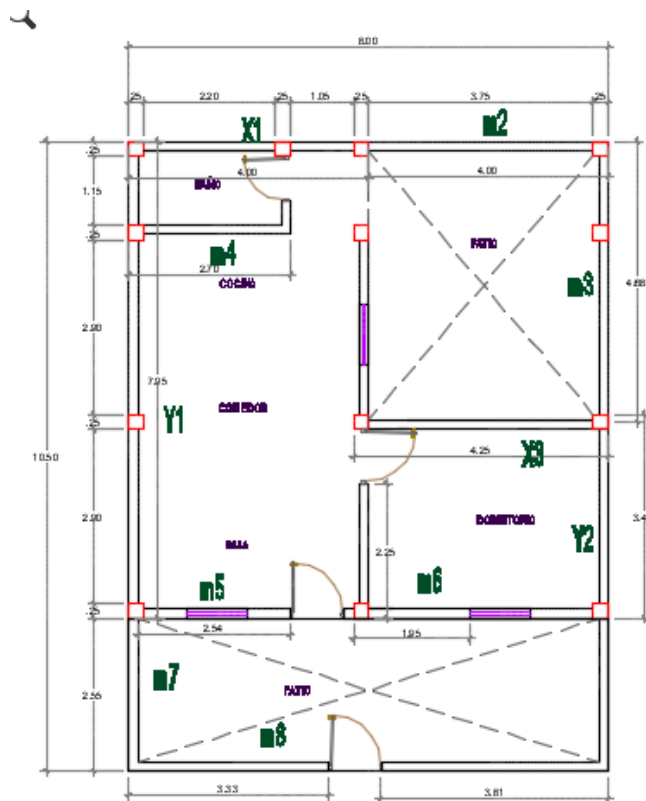 8.00
.25 2.20 .25 1.05 .25 3.75 .25
X1 m2
.25
4.00 4.00
1.15 BAÑO
.25 PATIO
m4
2.70
COCINA m3 4.68
2.90
7.95
COMEDOR
Y1
.25
10.50 4.25 X3
2.90 DORMITORIO 3.4
SALA 2.25 Y2
m5 m6
.25
2.54 1.95
m7
2.55 PATIO
m8
3.33 3.81